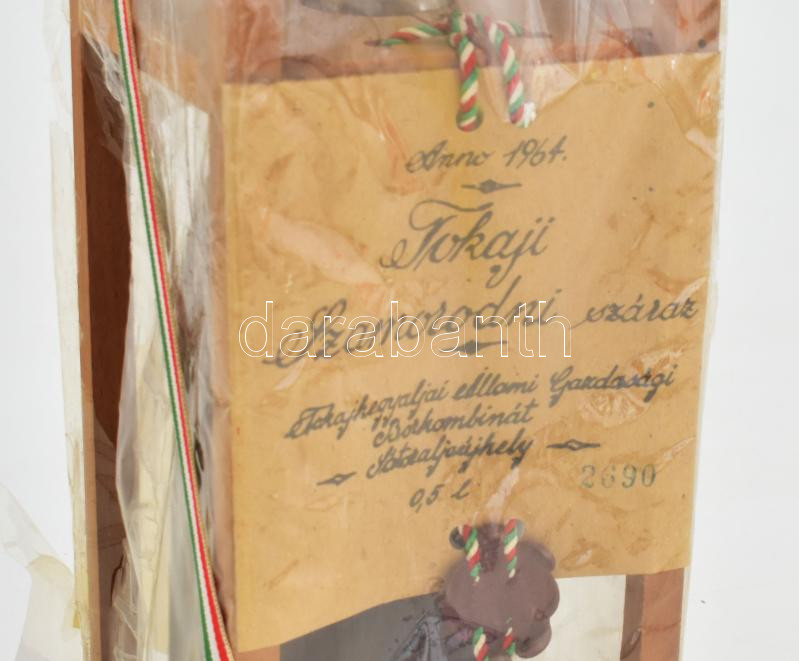 Anno 1964.
Tokaji
Szamorodni száraz
darabanth
Tokajhegyaljai Állami Gazdasági
Borkombinát
Sátoraljaújhely
0,5 l
2690